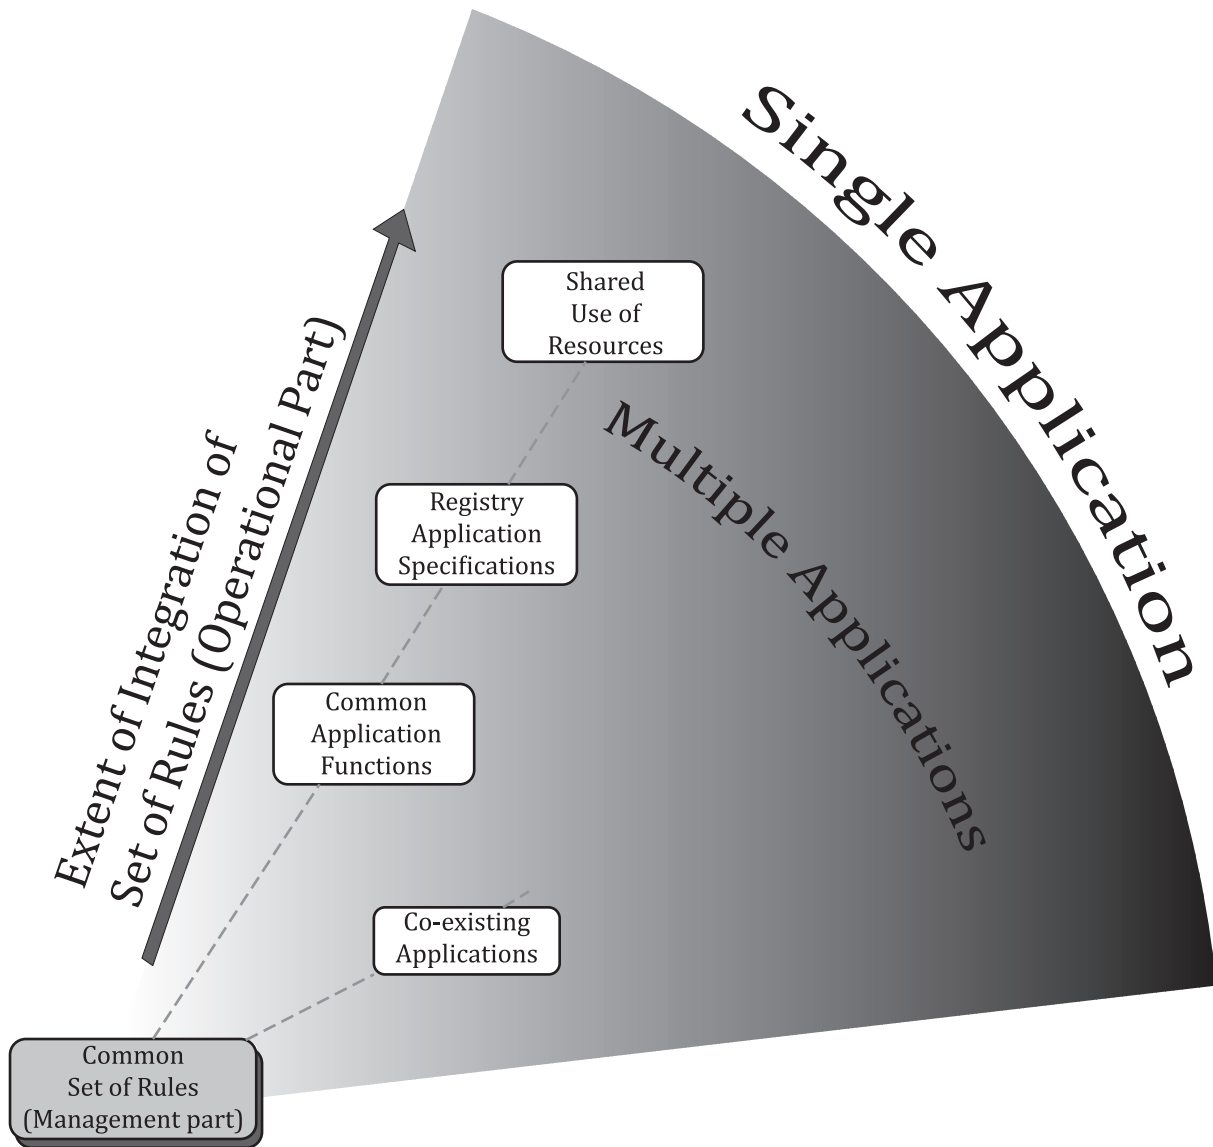 Single Application
Shared
Use of
Resources
Multiple Applications
Extent of Integration of
Set of Rules (Operational Part)
Registry
Application
Specifications
Common
Application
Functions
Co-existing
Applications
Common
Set of Rules
(Management part)